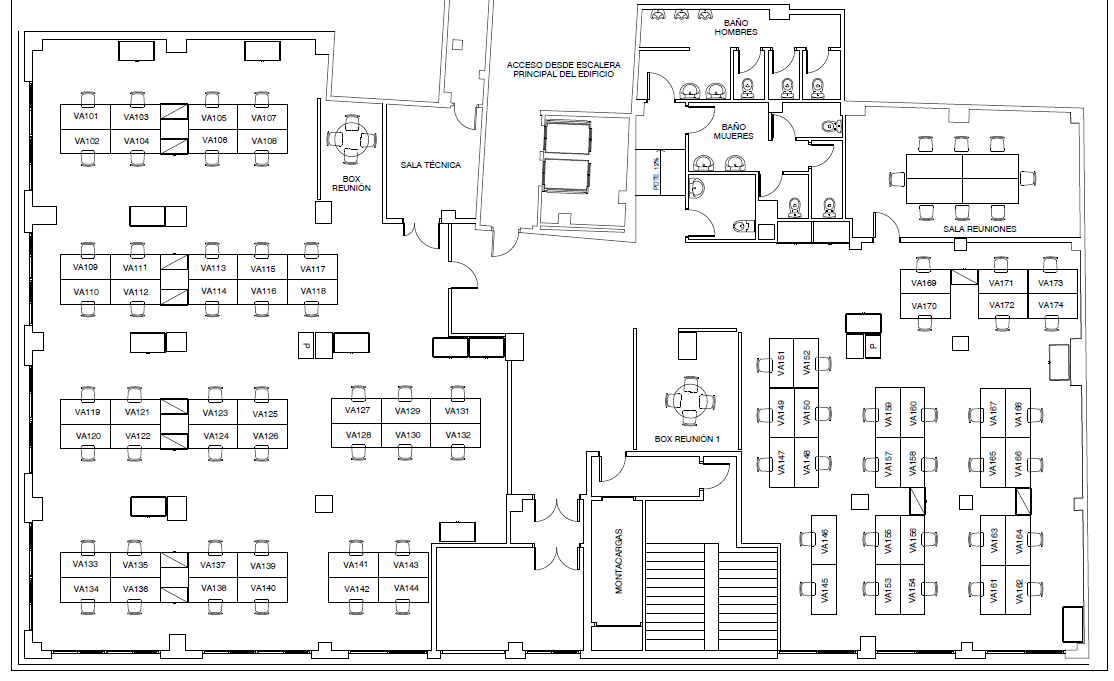 BAÑO
HOMBRES
ACCESO DESDE ESCALERA
PRINCIPAL DEL EDIFICIO
VA101 VA103 VA105 VA107
VA102 VA104 VA106 VA108
BOX
REUNIÓN
SALA TÉCNICA
BAÑO
MUJERES
PDTE. 12%
SALA REUNIONES
VA109 VA111 VA113 VA115 VA117
VA110 VA112 VA114 VA116 VA118
VA169 VA171 VA173
VA170 VA172 VA174
P
P
VA151 VA152
VA149 VA150
VA147 VA148
BOX REUNIÓN 1
VA119 VA121 VA123 VA125
VA120 VA122 VA124 VA126
VA127 VA129 VA131
VA128 VA130 VA132
VA159 VA160
VA157 VA158
VA167 VA168
VA165 VA166
VA133 VA135 VA137 VA139
VA134 VA136 VA138 VA140
VA141 VA143
VA142 VA144
MONTACARGAS
VA146
VA145
VA155 VA156
VA153 VA154
VA163 VA164
VA161 VA162